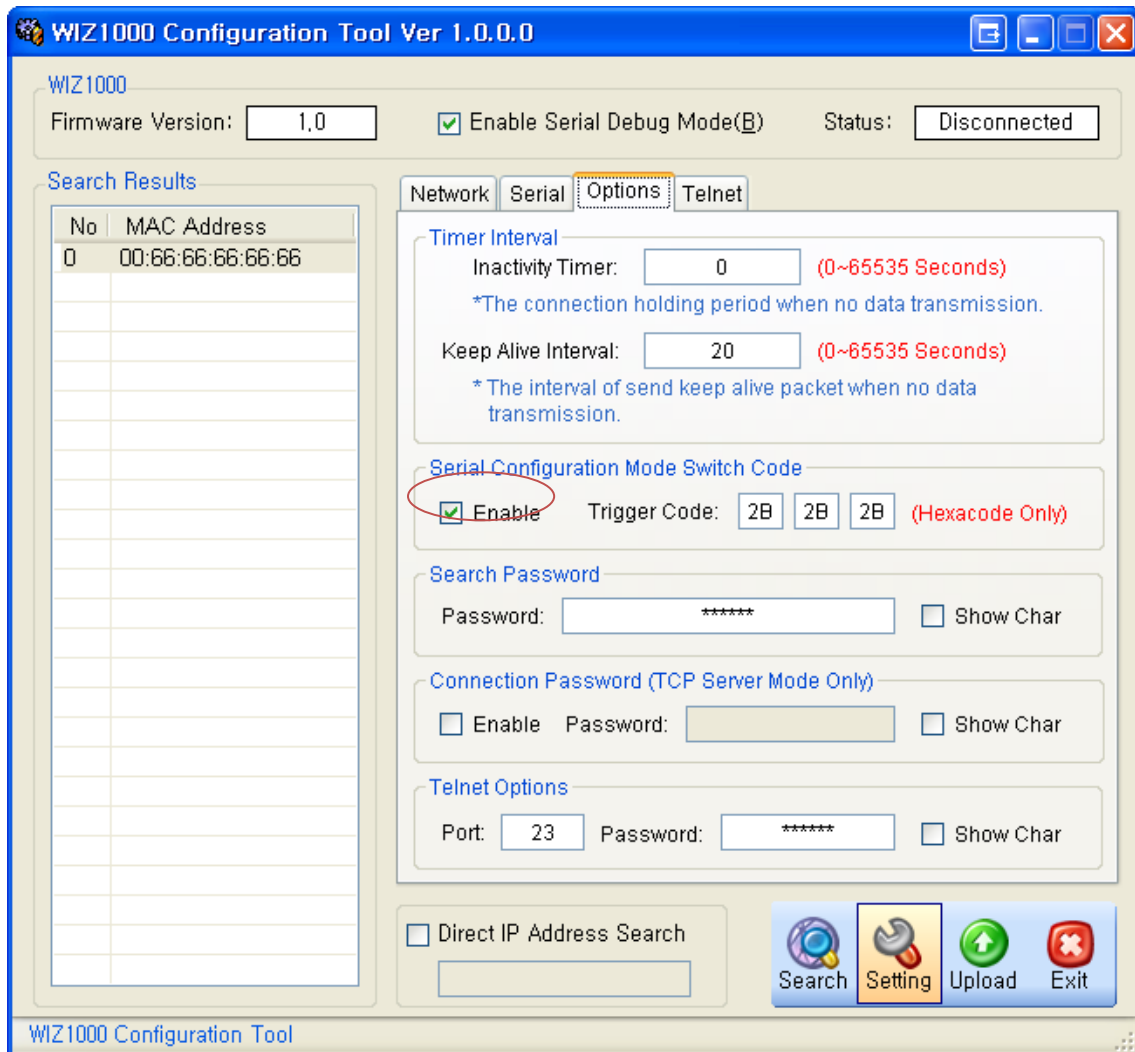 WIZ1000 Configuration Tool Ver 1.0.0.0
WIZ1000
Firmware Version: 1,0 Enable Serial Debug Mode(B) Status: Disconnected
Search Results
No MAC Address
0 00:66:66:66:66:66
Network Serial Options Telnet
Timer Interval
Inactivity Timer: 0 (0~65535 Seconds)
*The connection holding period when no data transmission.
Keep Alive Interval: 20 (0~65535 Seconds)
* The interval of send keep alive packet when no data
transmission.
Serial Configuration Mode Switch Code
Enable Trigger Code: 2B 2B 2B (Hexacode Only)
Search Password
Password: ****** Show Char
Connection Password (TCP Server Mode Only)
Enable Password: Show Char
Telnet Options
Port: 23 Password: ****** Show Char
Direct IP Address Search
Search Setting Upload Exit
WIZ1000 Configuration Tool